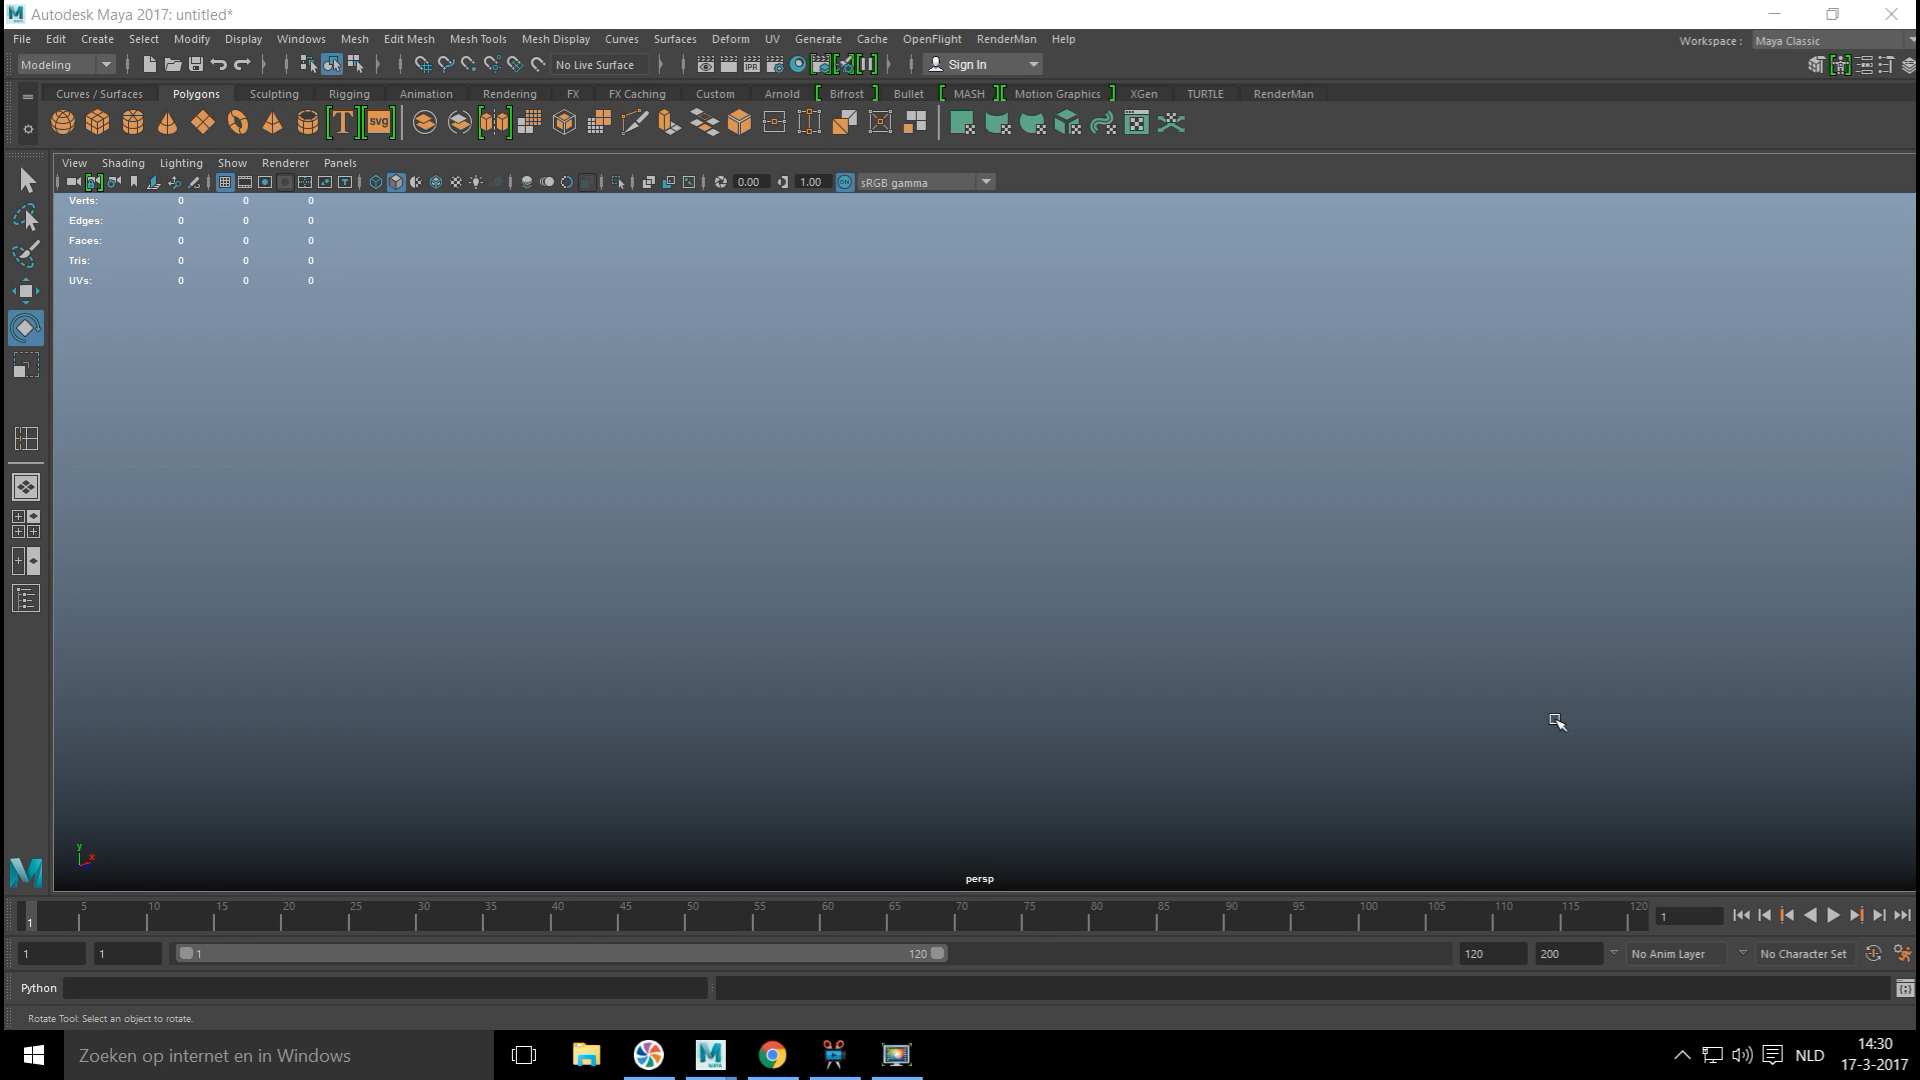 Autodesk Maya 2017: untitled*
File Edit Create Select Modify Display Windows Mesh Edit Mesh Mesh Tools Mesh Display Curves Surfaces Deform UV Generate Cache OpenFlight RenderMan Help
Workspace : Maya Classic
Modeling No Live Surface Sign In
Curves / Surfaces Polygons Sculpting Rigging Animation Rendering FX FX Caching Custom Arnold Bifrost Bullet MASH Motion Graphics XGen TURTLE RenderMan
T svg
View Shading Lighting Show Renderer Panels
0.00 1.00 ON sRGB gamma
Verts: 0 0 0
Edges: 0 0 0
Faces: 0 0 0
Tris: 0 0 0
UVs: 0 0 0
y
x
persp
1 5 10 15 20 25 30 35 40 45 50 55 60 65 70 75 80 85 90 95 100 105 110 115 120 1
1 1 1 120 120 200 No Anim Layer No Character Set
Python
Rotate Tool: Select an object to rotate.
Zoeken op internet en in Windows
NLD
14:30
17-3-2017